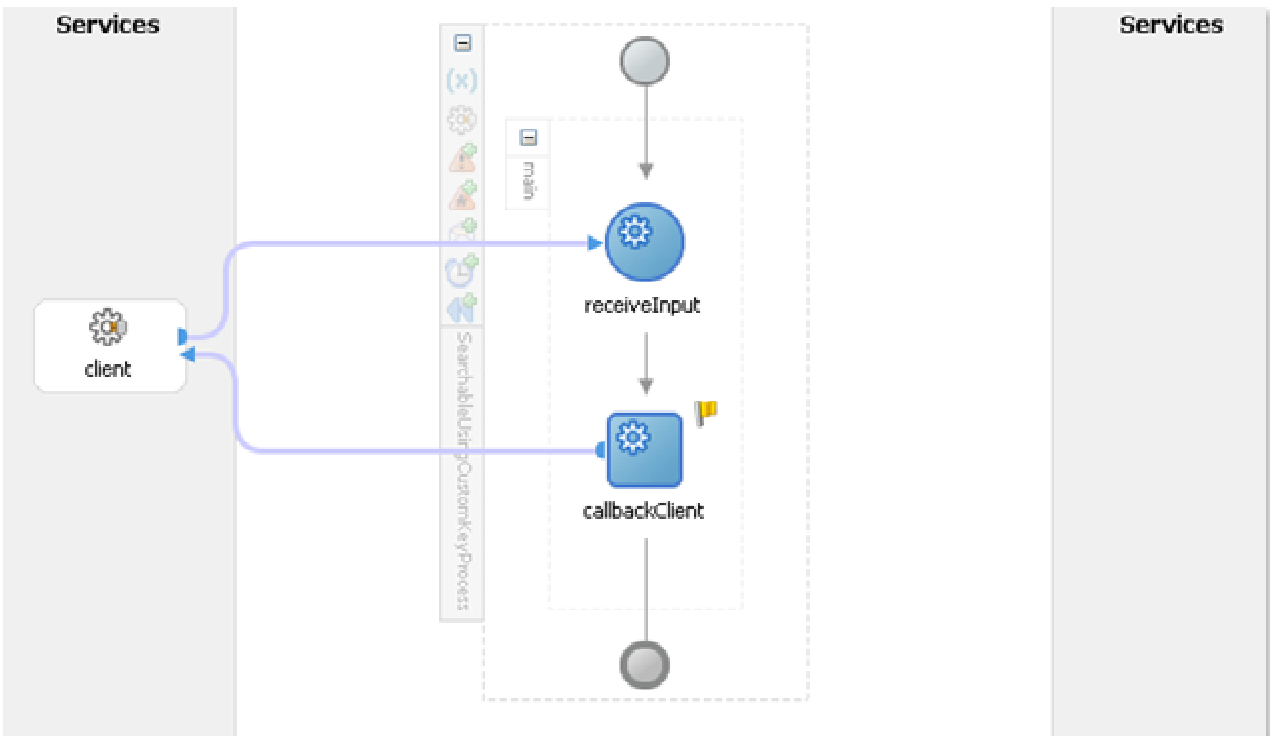 Services
Services
(x)
main
receiveInput
client
SearchableUsingCustomKeyProcess
callbackClient